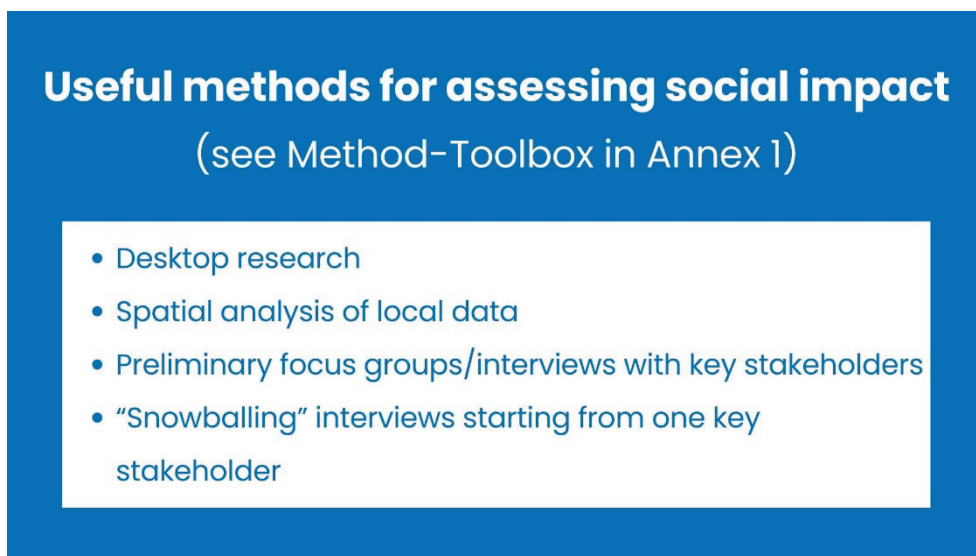 Useful methods for assessing social impact
(see Method-Toolbox in Annex 1)
• Desktop research
• Spatial analysis of local data
• Preliminary focus groups/interviews with key stakeholders
• “Snowballing” interviews starting from one key
stakeholder